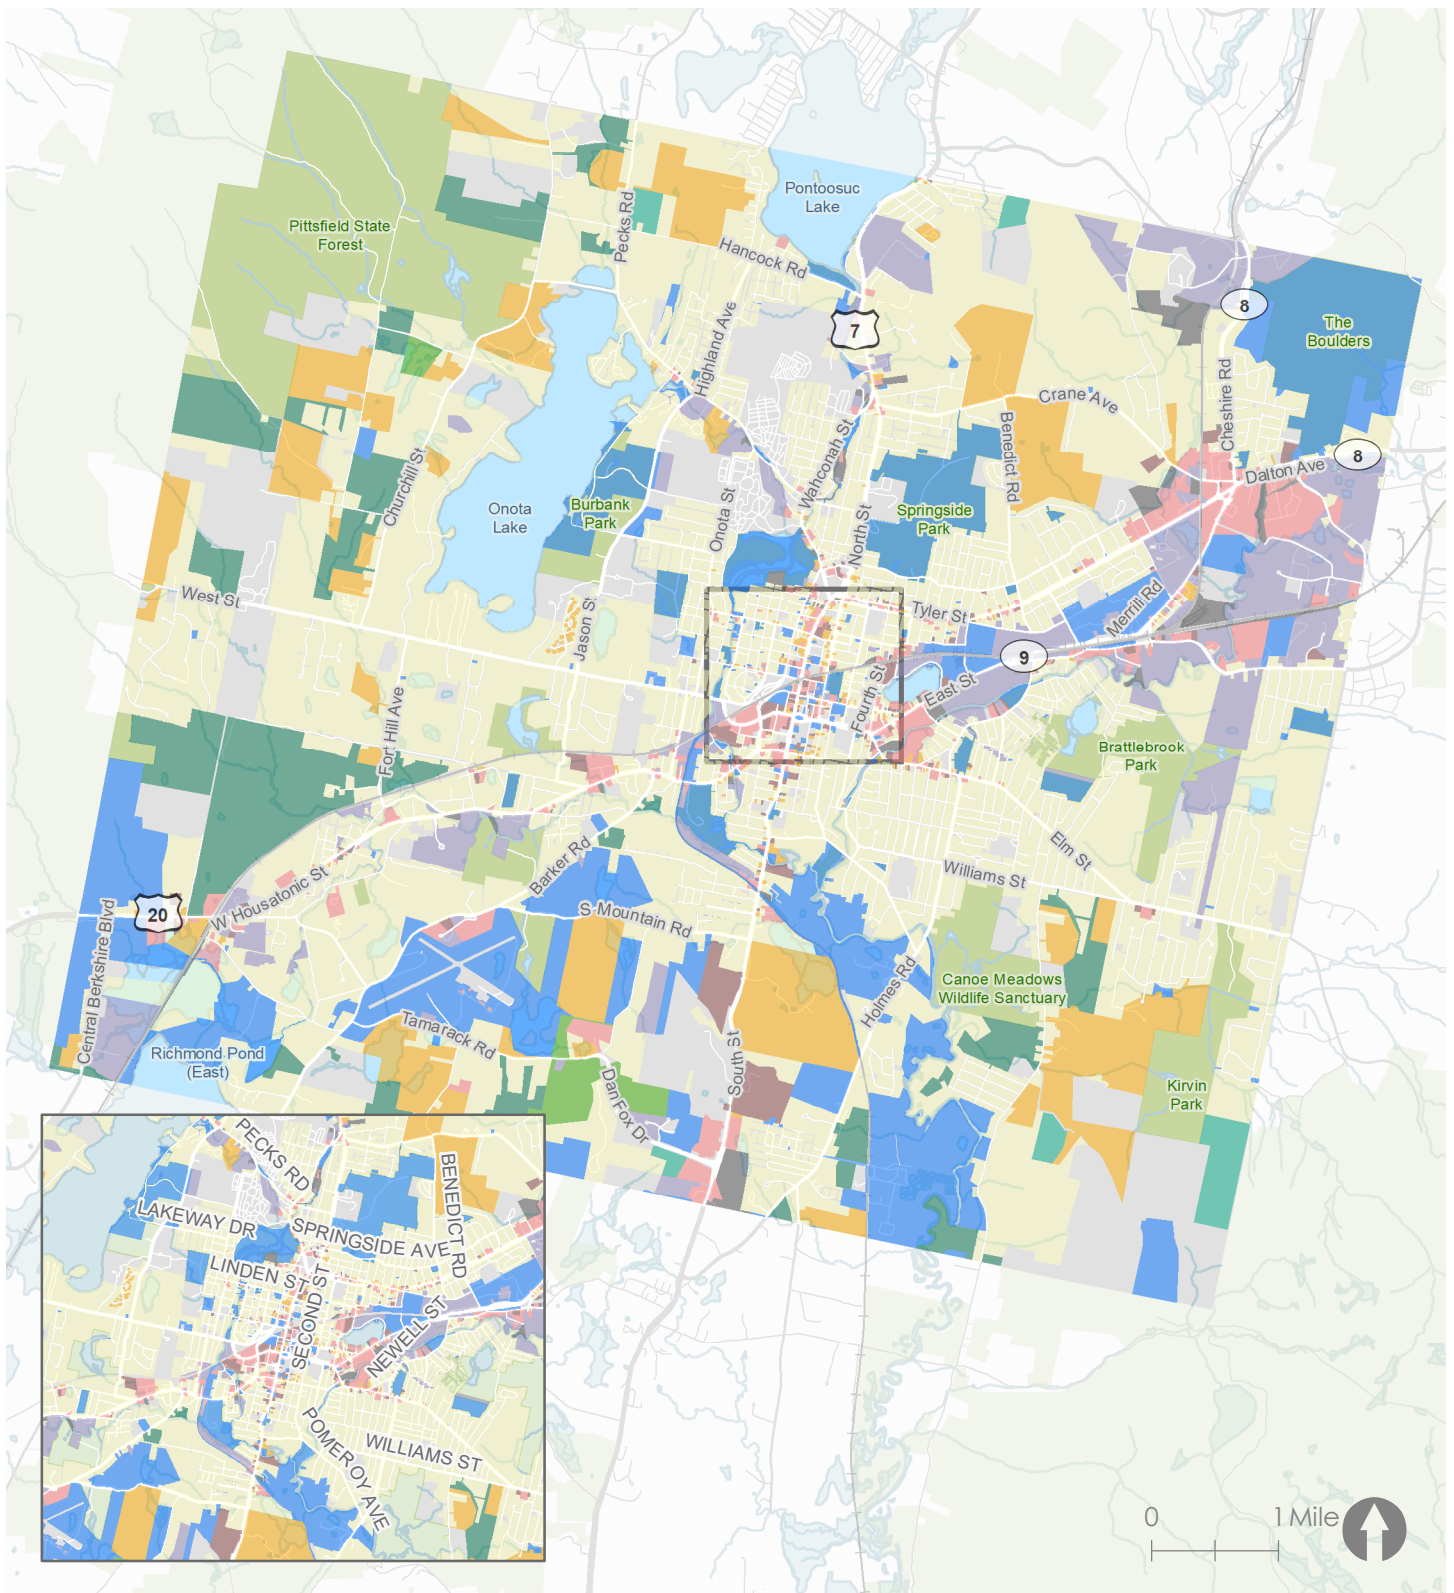 Pontoosuc
Lake
Pittsfield State
Forest
Pecks Rd
Hancock Rd
7
8
The
Boulders
Highland Ave
Cheshire Rd
Crane Ave
Benedict Rd
8
Dalton Ave
Churchill St
Wahconah St
Onota
Lake
Burbank
Park
Onota St
North St
Springside
Park
West St
Jason St
Tyler St
Merrill Rd
9
East St
Fourth St
Fort Hill Ave
Brattlebrook
Park
Elm St
Barker Rd
Williams St
W Housatonic St
20
S Mountain Rd
Central Berkshire Blvd
Holmes Rd
Canoe Meadows
Wildlife Sanctuary
Tamarack Rd
Richmond Pond
(East)
South St
Dan Fox Dr
Kirvin
Park
PECKS RD
BENEDICT RD
LAKEWAY DR
SPRINGSIDE AVE
LINDEN ST
SECOND ST
NEWELL ST
POMEROY AVE
WILLIAMS ST
0 1 Mile